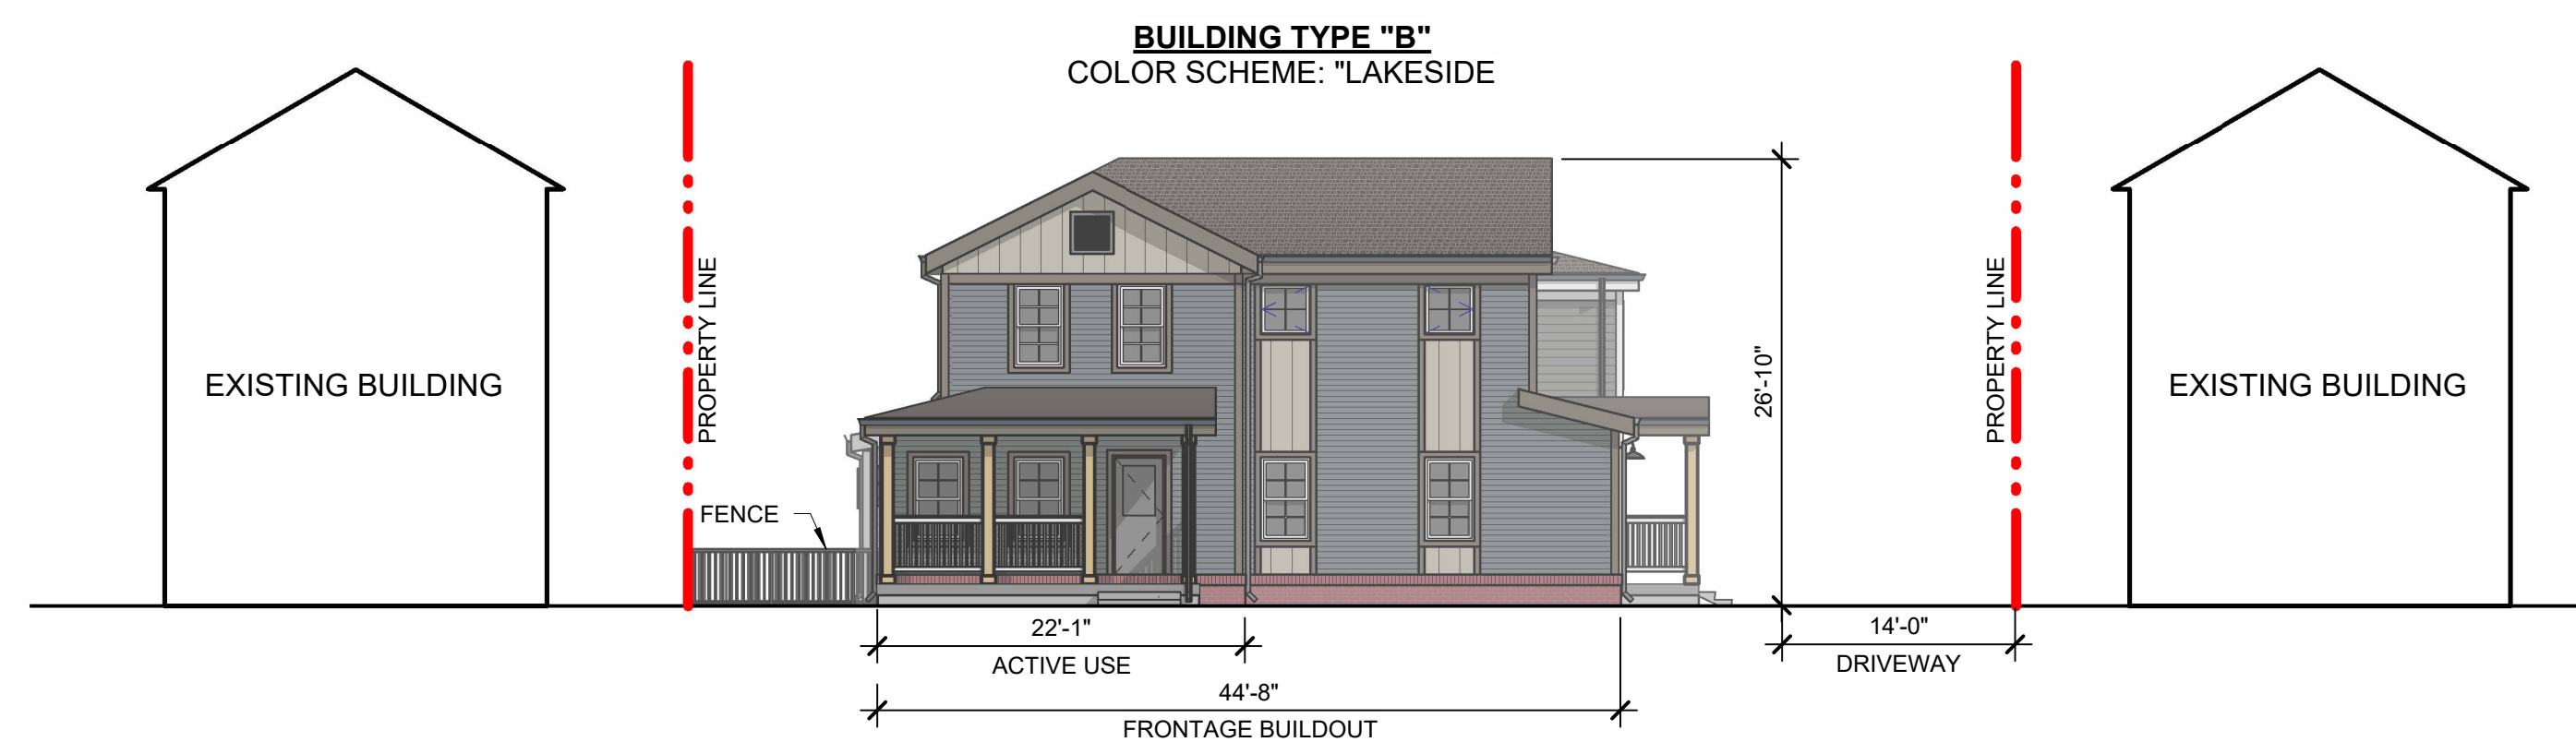 BUILDING TYPE "B"
COLOR SCHEME: "LAKESIDE
EXISTING BUILDING
PROPERTY LINE
FENCE
26'-10"
PROPERTY LINE
EXISTING BUILDING
22'-1"
ACTIVE USE
14'-0"
DRIVEWAY
44'-8"
FRONTAGE BUILDOUT